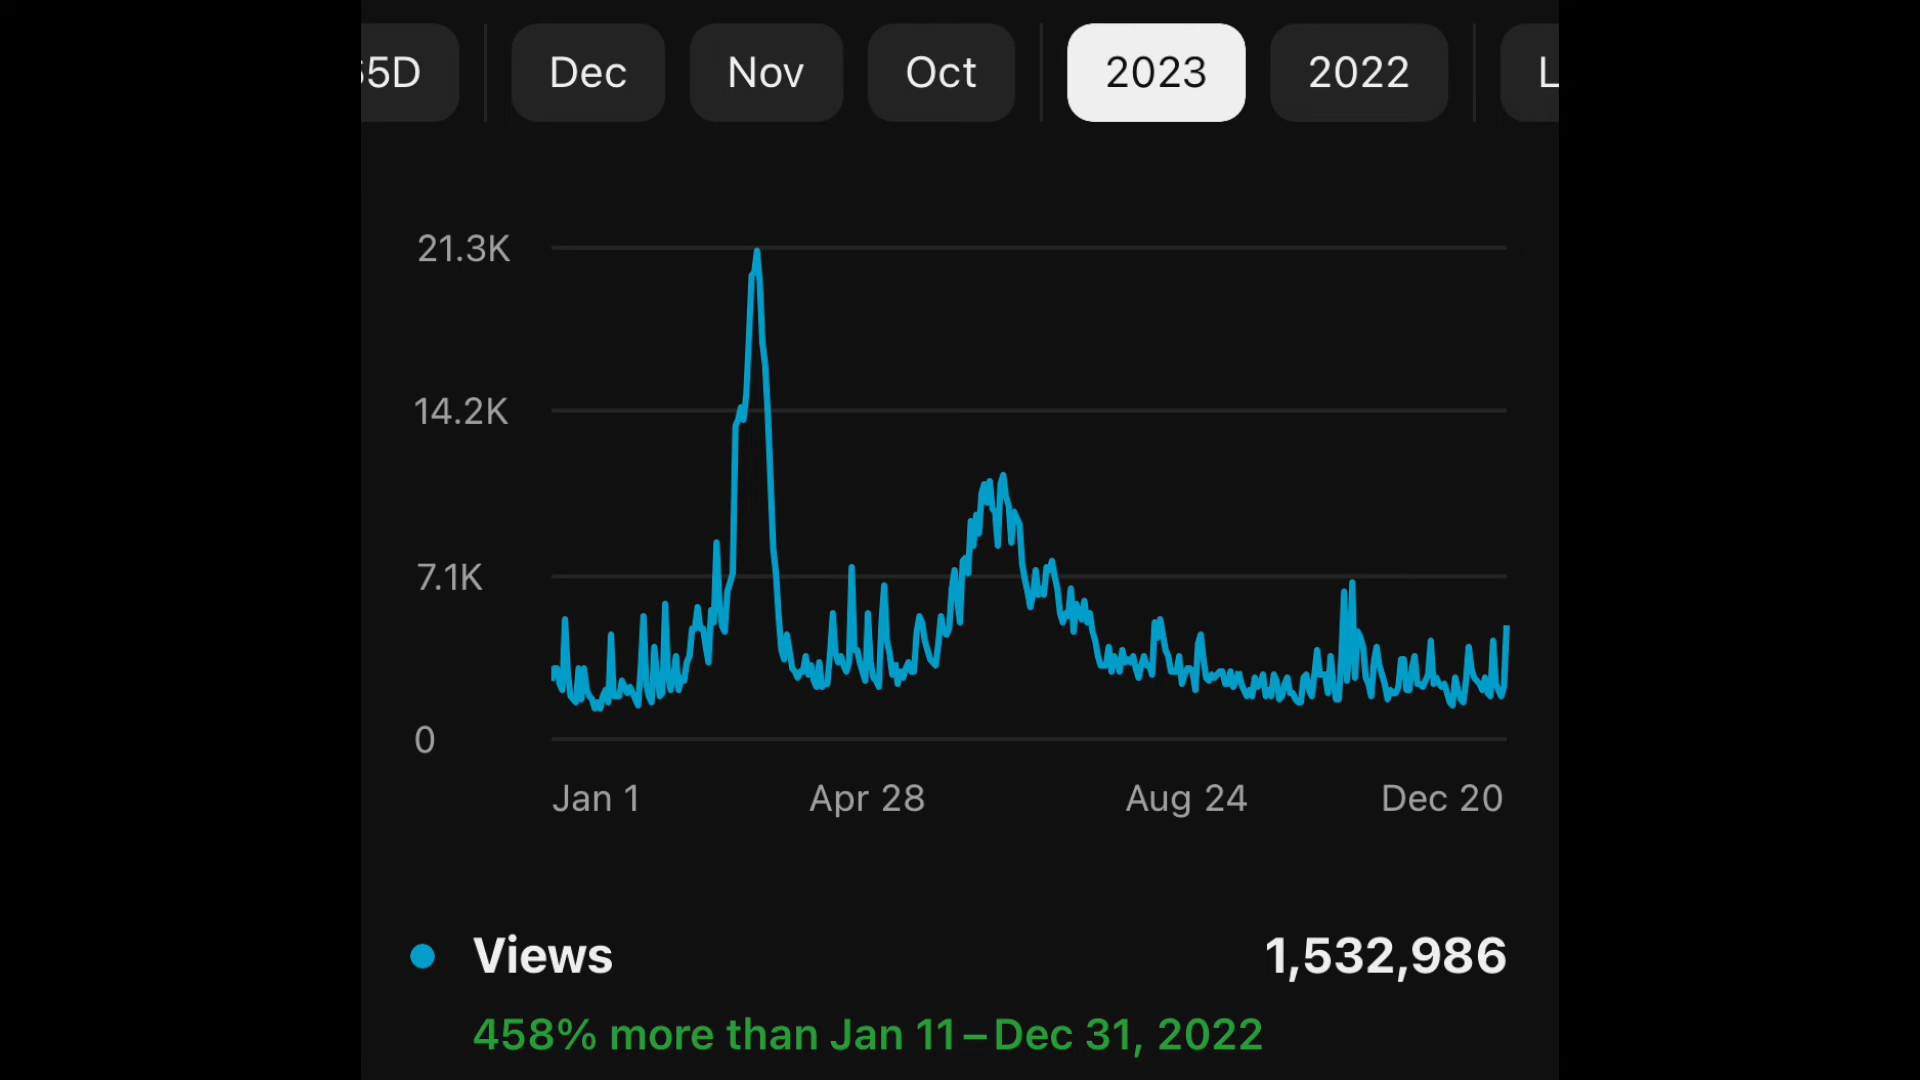 65D Dec Nov Oct 2023 2022 L
21.3K
14.2K
7.1K
0
Jan 1 Apr 28 Aug 24 Dec 20
Views 1,532,986
458% more than Jan 11 – Dec 31, 2022